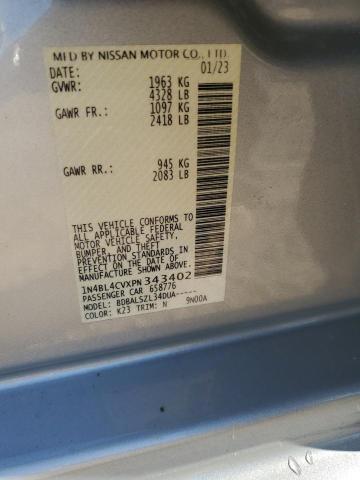 MFD BY NISSAN MOTOR CO., LTD.
DATE: 01/23
GVWR: 1963 KG
4328 LB
GAWR FR.: 1097 KG
2418 LB
GAWR RR.: 945 KG
2083 LB
THIS VEHICLE CONFORMS TO
ALL APPLICABLE FEDERAL
MOTOR VEHICLE SAFETY,
BUMPER, AND THEFT
PREVENTION STANDARDS
IN EFFECT ON THE DATE OF
MANUFACTURE SHOWN ABOVE.
1N4BL4CVXPN343402
PASSENGER CAR 658776
MODEL: BDBALSZL34DUA-----
COLOR: K23 TRIM: N 9N00A